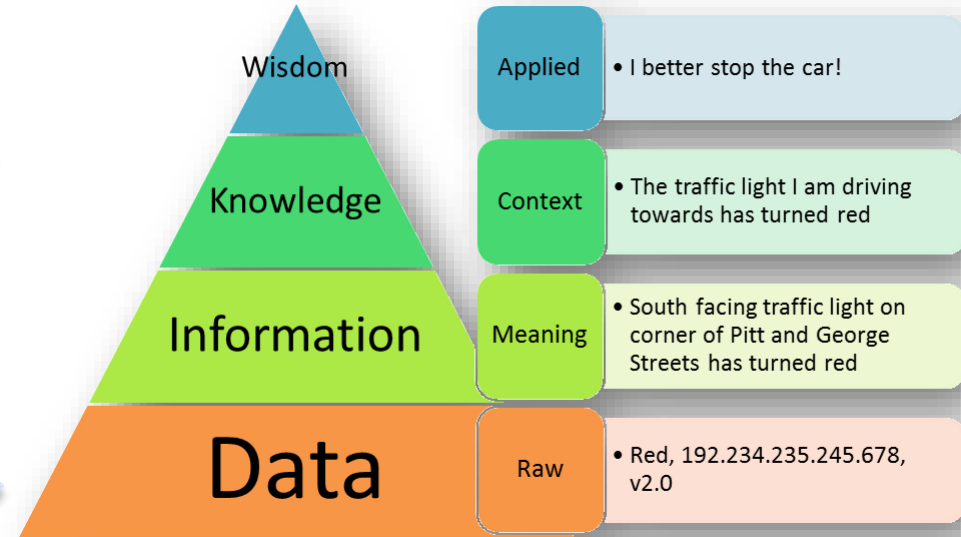 Wisdom
Applied
• I better stop the car!
Knowledge
Context
• The traffic light I am driving
towards has turned red
Information
Meaning
• South facing traffic light on
corner of Pitt and George
Streets has turned red
Data
Raw
• Red, 192.234.235.245.678,
v2.0